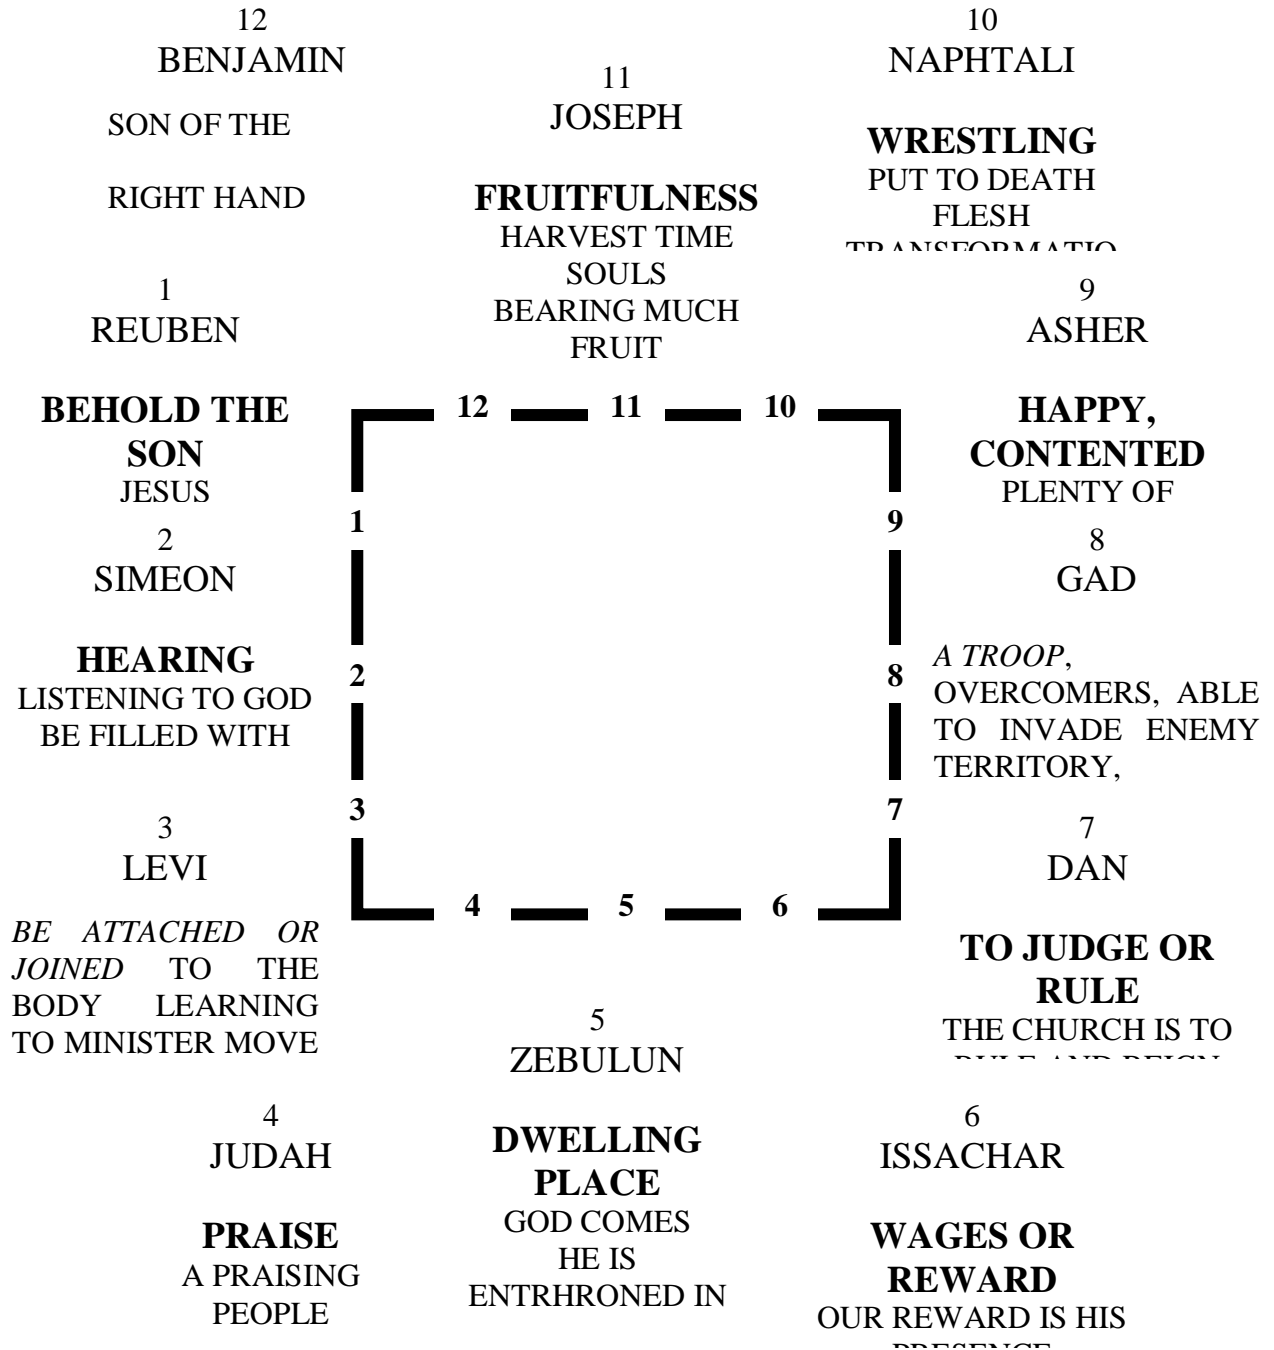 12
BENJAMIN
SON OF THE
RIGHT HAND
11
JOSEPH
FRUITFULNESS
HARVEST TIME
SOULS
BEARING MUCH
FRUIT
10
NAPHTALI
WRESTLING
PUT TO DEATH
FLESH
TRANSFORMATIO
1
REUBEN
BEHOLD THE
SON
JESUS
9
ASHER
HAPPY,
CONTENTED
PLENTY OF
12 11 10
1
2
3
9
8
7
4 5 6
2
SIMEON
HEARING
LISTENING TO GOD
BE FILLED WITH
8
GAD
A TROOP,
OVERCOMERS, ABLE
TO INVADE ENEMY
TERRITORY,
3
LEVI
BE ATTACHED OR
JOINED TO THE
BODY LEARNING
TO MINISTER MOVE
7
DAN
TO JUDGE OR
RULE
THE CHURCH IS TO
RULE AND REIGN
4
JUDAH
PRAISE
A PRAISING
PEOPLE
5
ZEBULUN
DWELLING
PLACE
GOD COMES
HE IS
ENTRHRONED IN
6
ISSACHAR
WAGES OR
REWARD
OUR REWARD IS HIS
PRESENCE